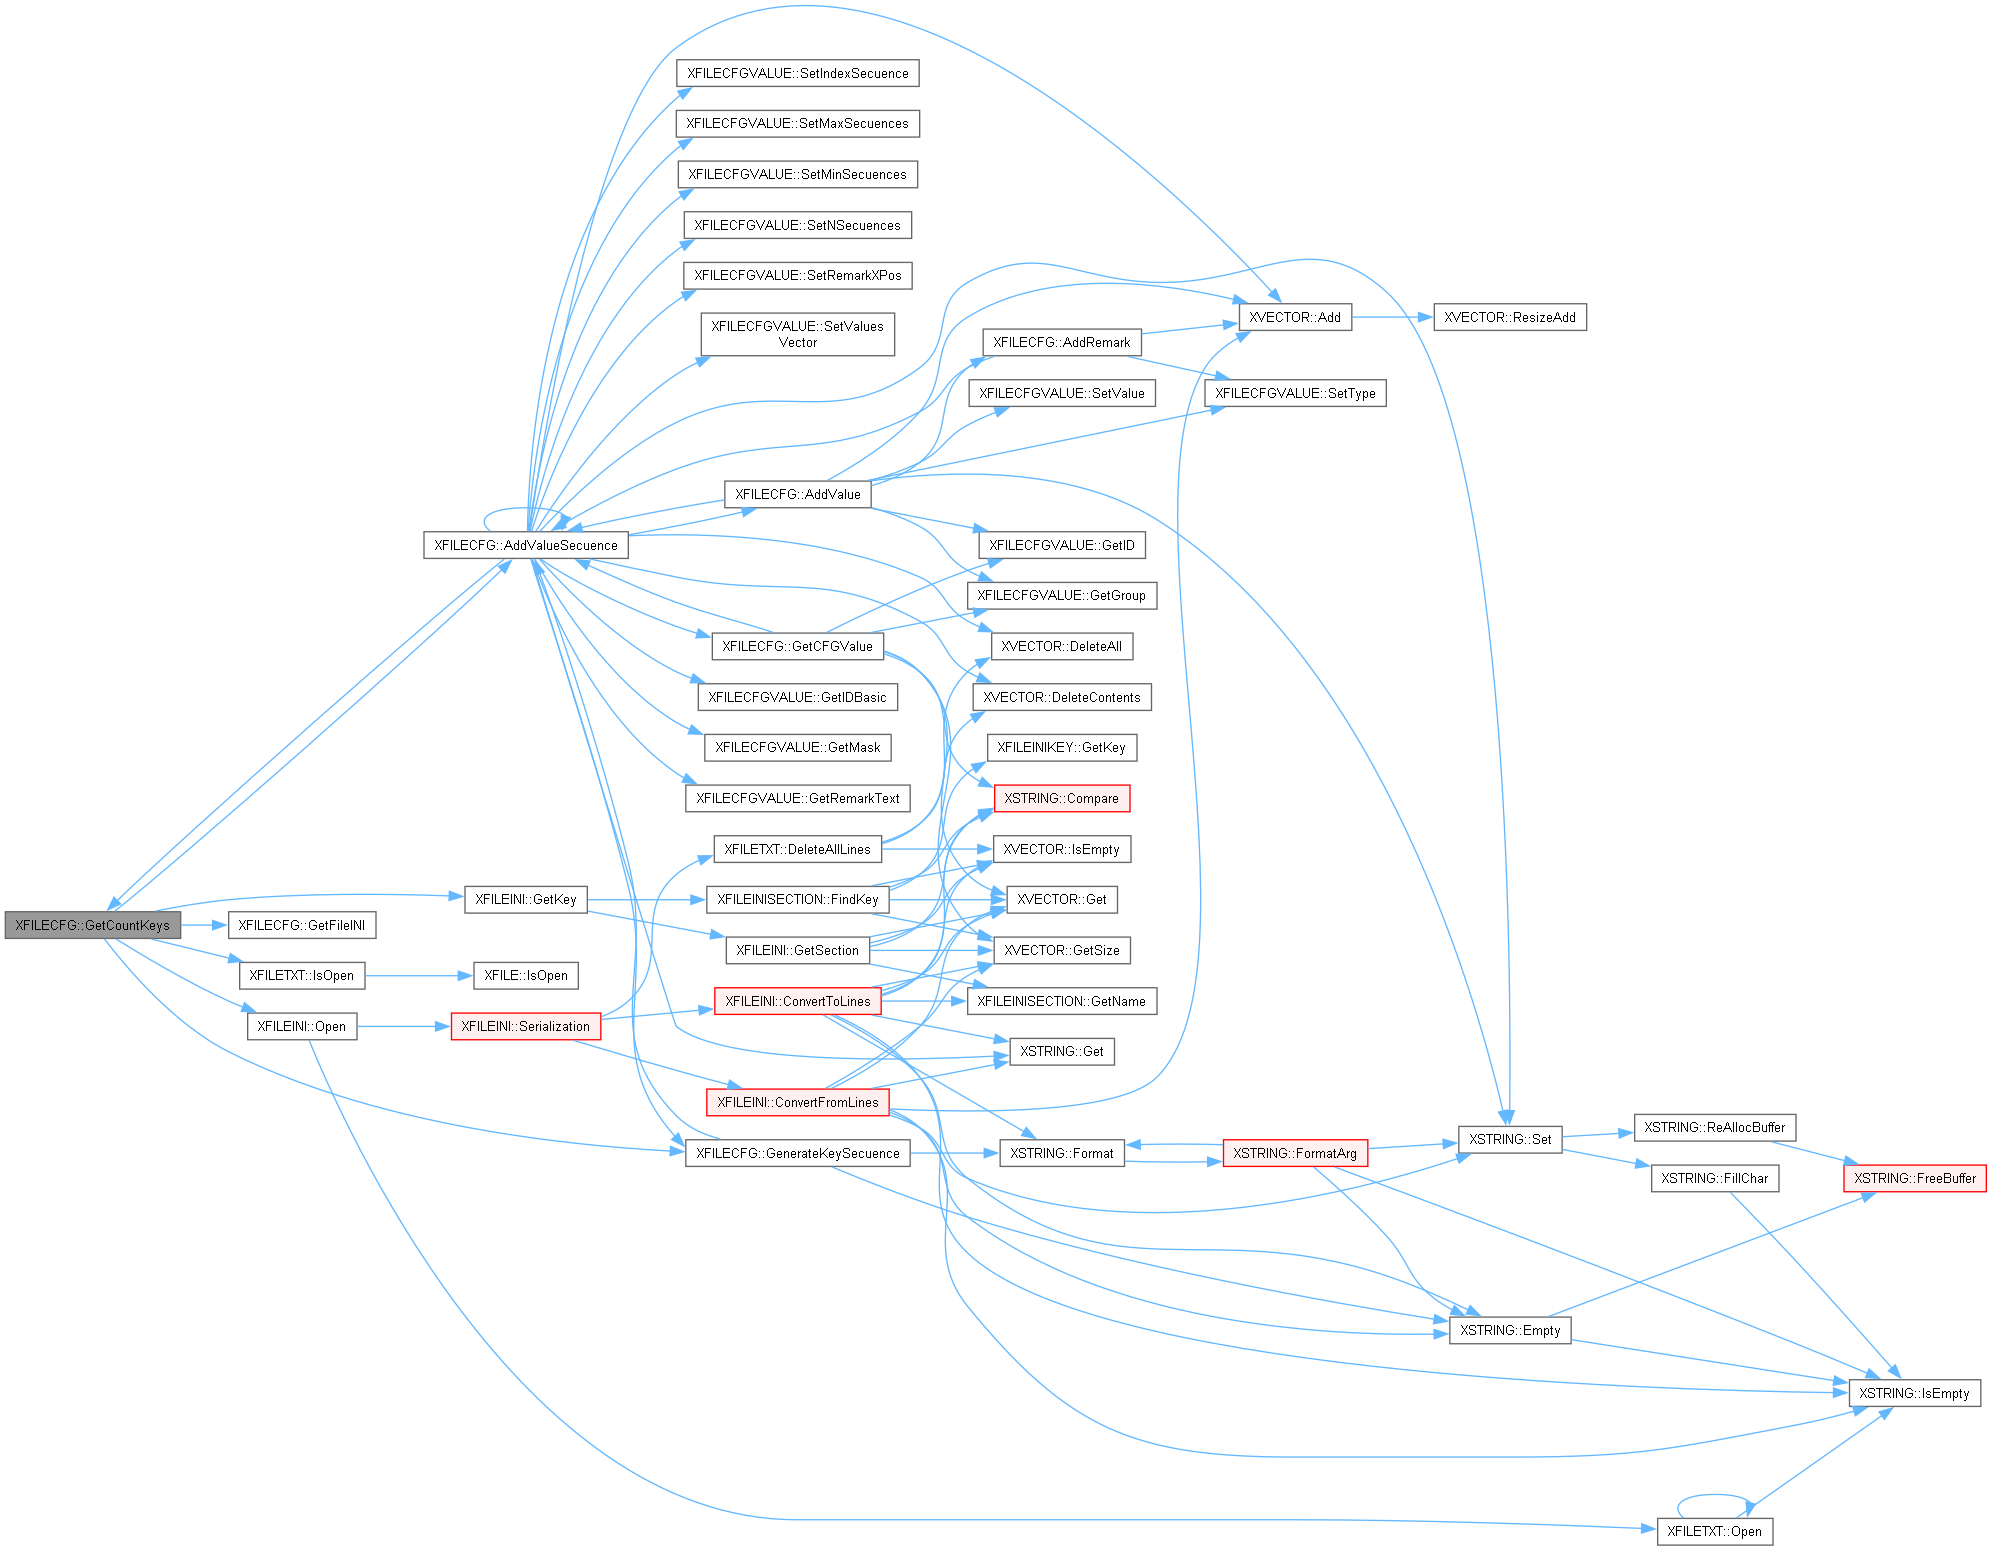 XFILECFGVALUE::SetIndexSecuence
XFILECFGVALUE::SetMaxSecuences
XFILECFGVALUE::SetMinSecuences
XFILECFGVALUE::SetNSecuences
XFILECFGVALUE::SetRemarkXPos
XFILECFGVALUE::SetValues
Vector
XVECTOR::Add
XVECTOR::ResizeAdd
XFILECFG::AddRemark
XFILECFGVALUE::SetValue
XFILECFGVALUE::SetType
XFILECFG::AddValue
XFILECFG::AddValueSecuence
XFILECFGVALUE::GetID
XFILECFGVALUE::GetGroup
XFILECFG::GetCFGValue
XVECTOR::DeleteAll
XFILECFGVALUE::GetIDBasic
XVECTOR::DeleteContents
XFILECFGVALUE::GetMask
XFILEINIKEY::GetKey
XFILECFGVALUE::GetRemarkText
XSTRING::Compare
XFILETXT::DeleteAllLines
XVECTOR::IsEmpty
XFILEINI::GetKey
XFILEINISECTION::FindKey
XVECTOR::Get
XFILECFG::GetCountKeys
XFILECFG::GetFileINI
XFILEINI::GetSection
XVECTOR::GetSize
XFILETXT::IsOpen
XFILE::IsOpen
XFILEINI::ConvertToLines
XFILEINISECTION::GetName
XFILEINI::Open
XFILEINI::Serialization
XSTRING::Get
XFILEINI::ConvertFromLines
XFILECFG::GenerateKeySecuence
XSTRING::Format
XSTRING::FormatArg
XSTRING::Set
XSTRING::ReAllocBuffer
XSTRING::FillChar
XSTRING::FreeBuffer
XSTRING::Empty
XSTRING::IsEmpty
XFILETXT::Open